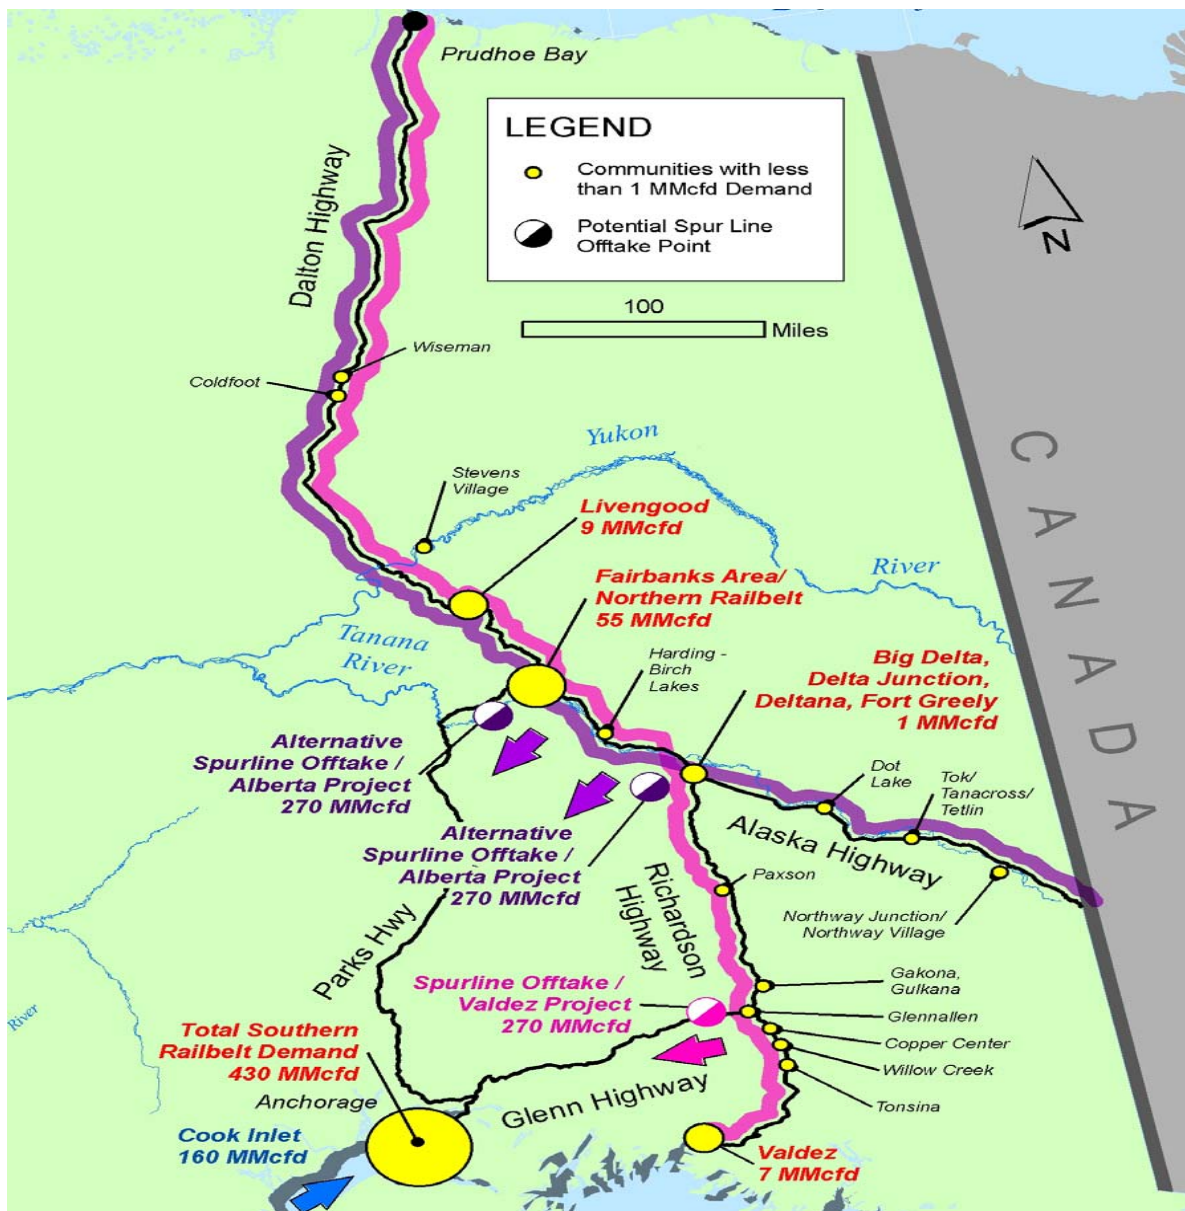 Prudhoe Bay
LEGEND
Communities with less
than 1 MMcfd Demand
Potential Spur Line
Offtake Point
N
100
Miles
Dalton Highway
Wiseman
Coldfoot
CANADA
Yukon
River
Stevens
Village
Livengood
9 MMcfd
Fairbanks Area/
Northern Railbelt
55 MMcfd
Tanana
River
Harding -
Birch
Lakes
Big Delta,
Delta Junction,
Deltana, Fort Greely
1 MMcfd
Alternative
Spurline Offtake /
Alberta Project
270 MMcfd
Dot
Lake
Tok/
Tanacross/
Tetlin
Alternative
Spurline Offtake /
Alberta Project
270 MMcfd
Alaska Highway
Richardson
Highway
Paxson
Northway Junction/
Northway Village
Parks Hwy
Spurline Offtake /
Valdez Project
270 MMcfd
Gakona,
Gulkana
Glennallen
River
Total Southern
Railbelt Demand
430 MMcfd
Copper Center
Willow Creek
Tonsina
Anchorage
Glenn Highway
Cook Inlet
160 MMcfd
Valdez
7 MMcfd